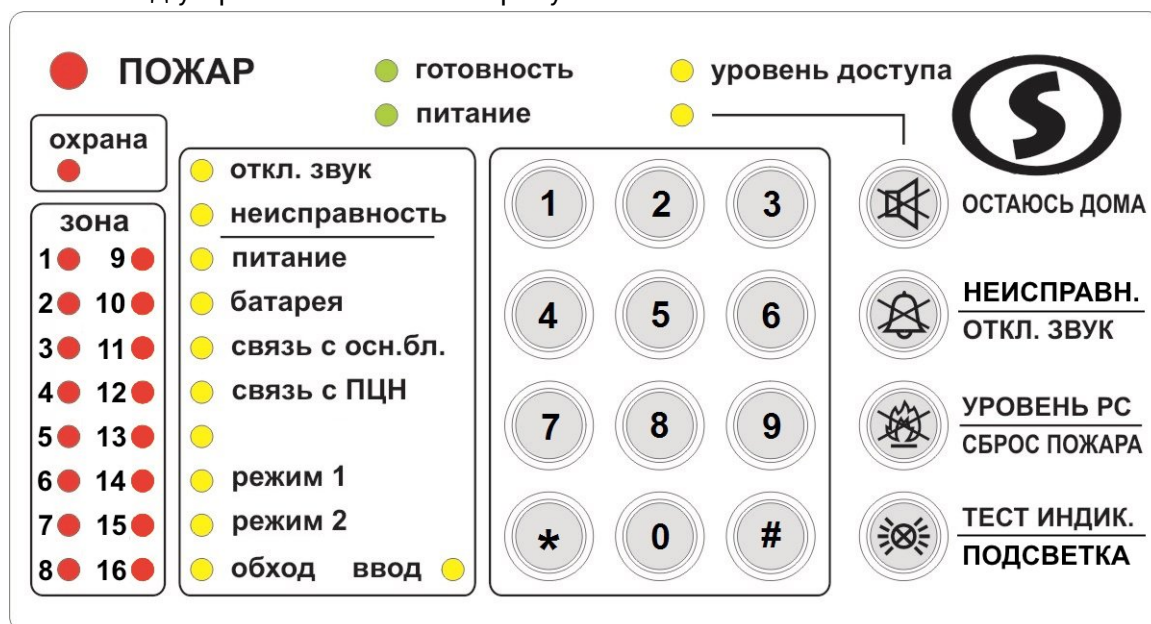 ПОЖАР
готовность
уровень доступа
питание
охрана
зона
1 9
2 10
3 11
4 12
5 13
6 14
7 15
8 16
откл. звук
неисправность
питание
батарея
связь с осн.бл.
связь с ПЦН
режим 1
режим 2
обход ввод
1 2 3
4 5 6
7 8 9
* 0 #
S
ОСТАЮСЬ ДОМА
НЕИСПРАВН.
ОТКЛ. ЗВУК
УРОВЕНЬ РС
СБРОС ПОЖАРА
ТЕСТ ИНДИК.
ПОДСВЕТКА